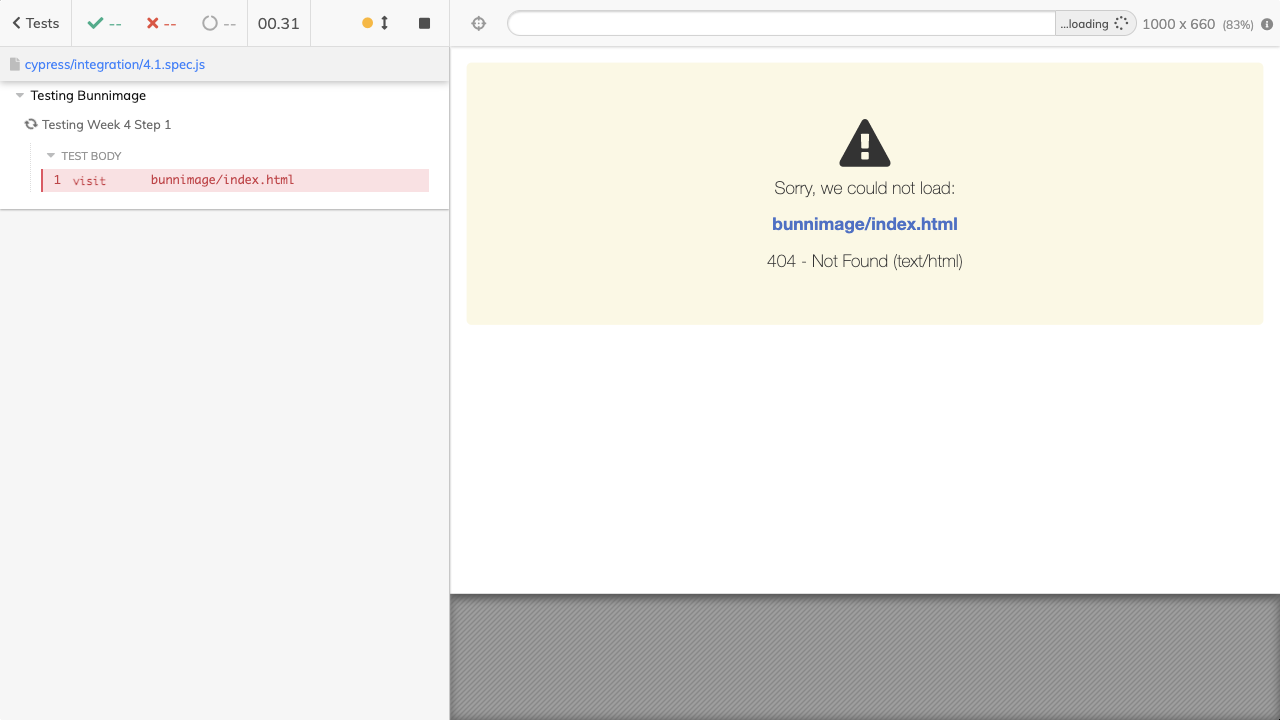 Tests -- -- -- 00.31
...loading 1000 x 660 (83%)
cypress/integration/4.1.spec.js
Testing Bunnimage
Testing Week 4 Step 1
TEST BODY
1 visit bunnimage/index.html
Sorry, we could not load:
bunnimage/index.html
404 - Not Found (text/html)